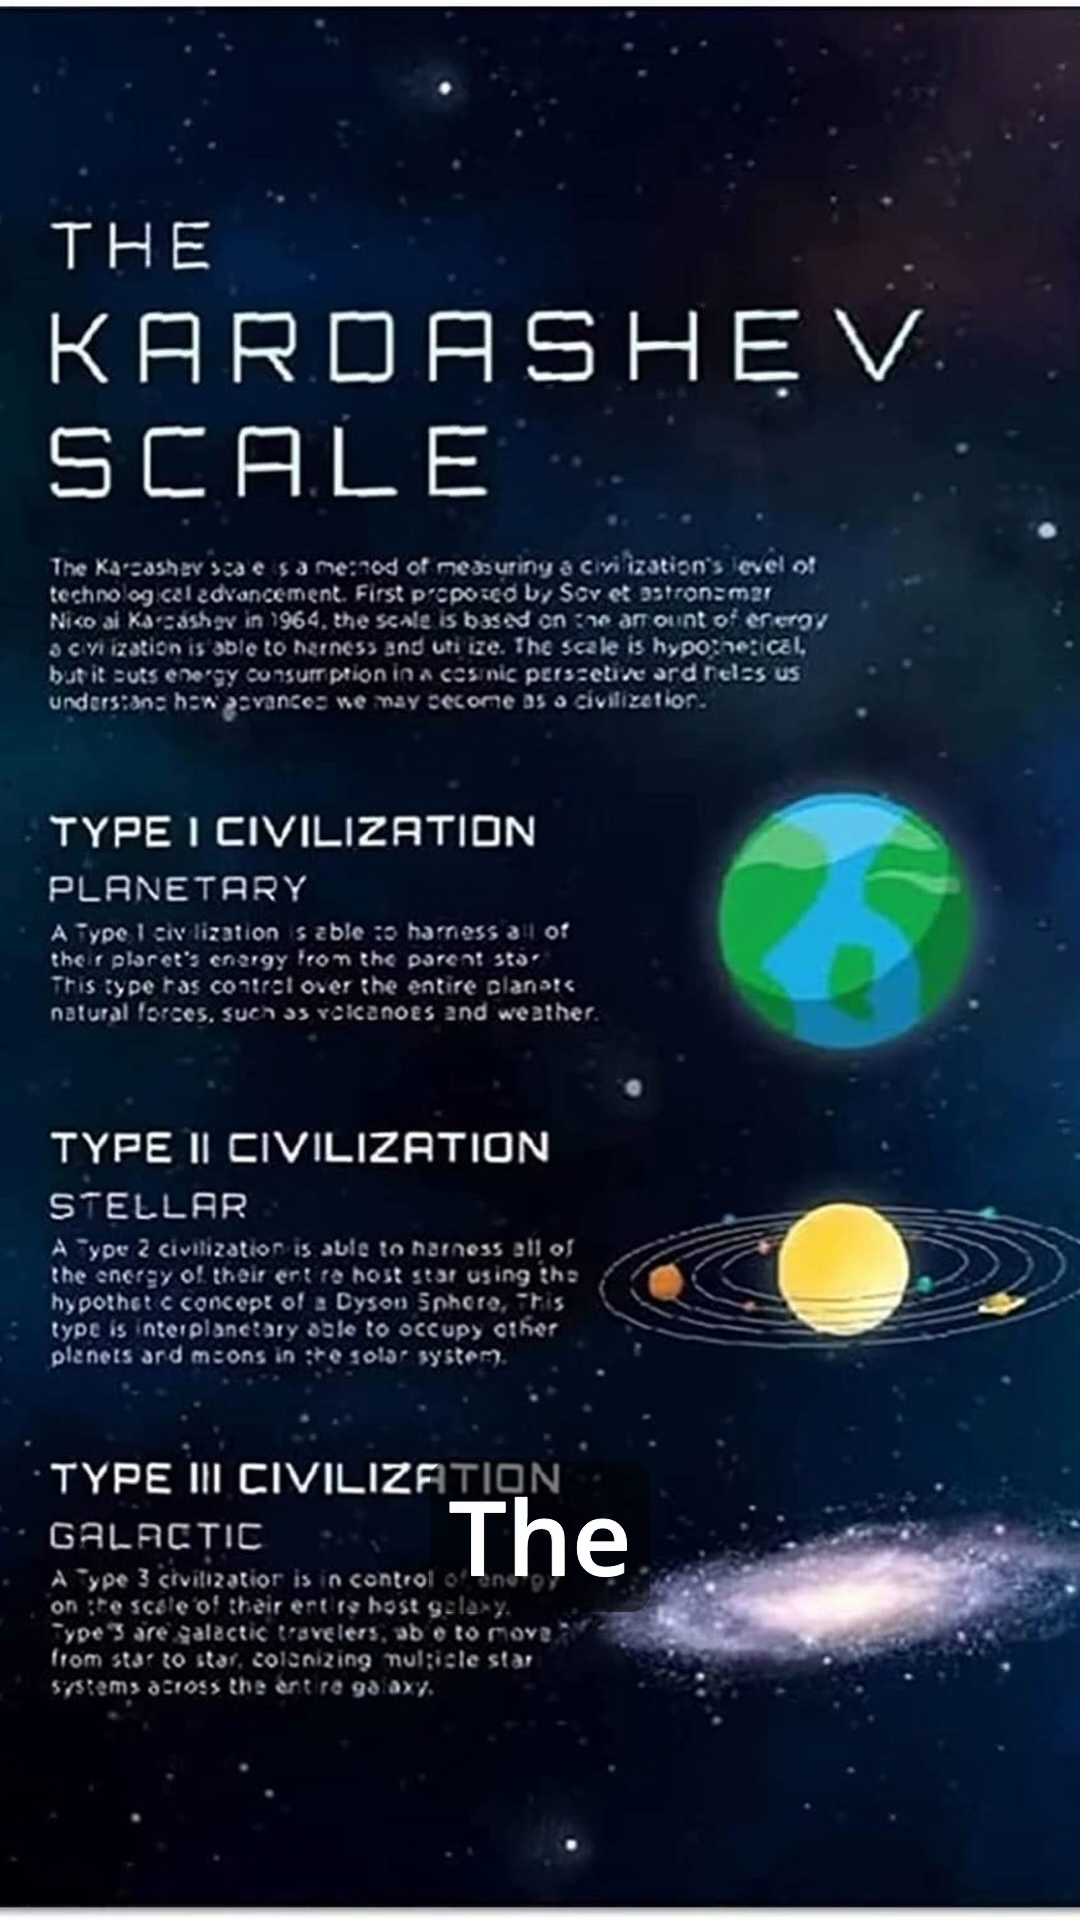 THE
KARDASHEV
SCALE
The Kardashev scale is a method of measuring a civilization's level of
technological advancement. First proposed by Soviet astronomer
Nikolai Kardashev in 1964, the scale is based on the amount of energy
a civilization is able to harness and utilize. The scale is hypothetical,
but it puts energy consumption in a cosmic perspetive and helps us
understand how advanced we may become as a civilization.
TYPE I CIVILIZATION
PLANETARY
A Type 1 civilization is able to harness all of
their planet's energy from the parent star
This type has control over the entire planets
natural forces, such as volcanoes and weather.
TYPE II CIVILIZATION
STELLAR
A Type 2 civilization is able to harness all of
the energy of their entire host star using the
hypothetic concept of a Dyson Sphere, This
type is interplanetary able to occupy other
planets and moons in the solar system.
TYPE III CIVILIZATION
GALACTIC
The
A Type 3 civilization is in control of energy
on the scale of their entire host galaxy.
Type 3 are galactic travelers, able to move
from star to star, colonizing multiple star
systems across the entire galaxy.